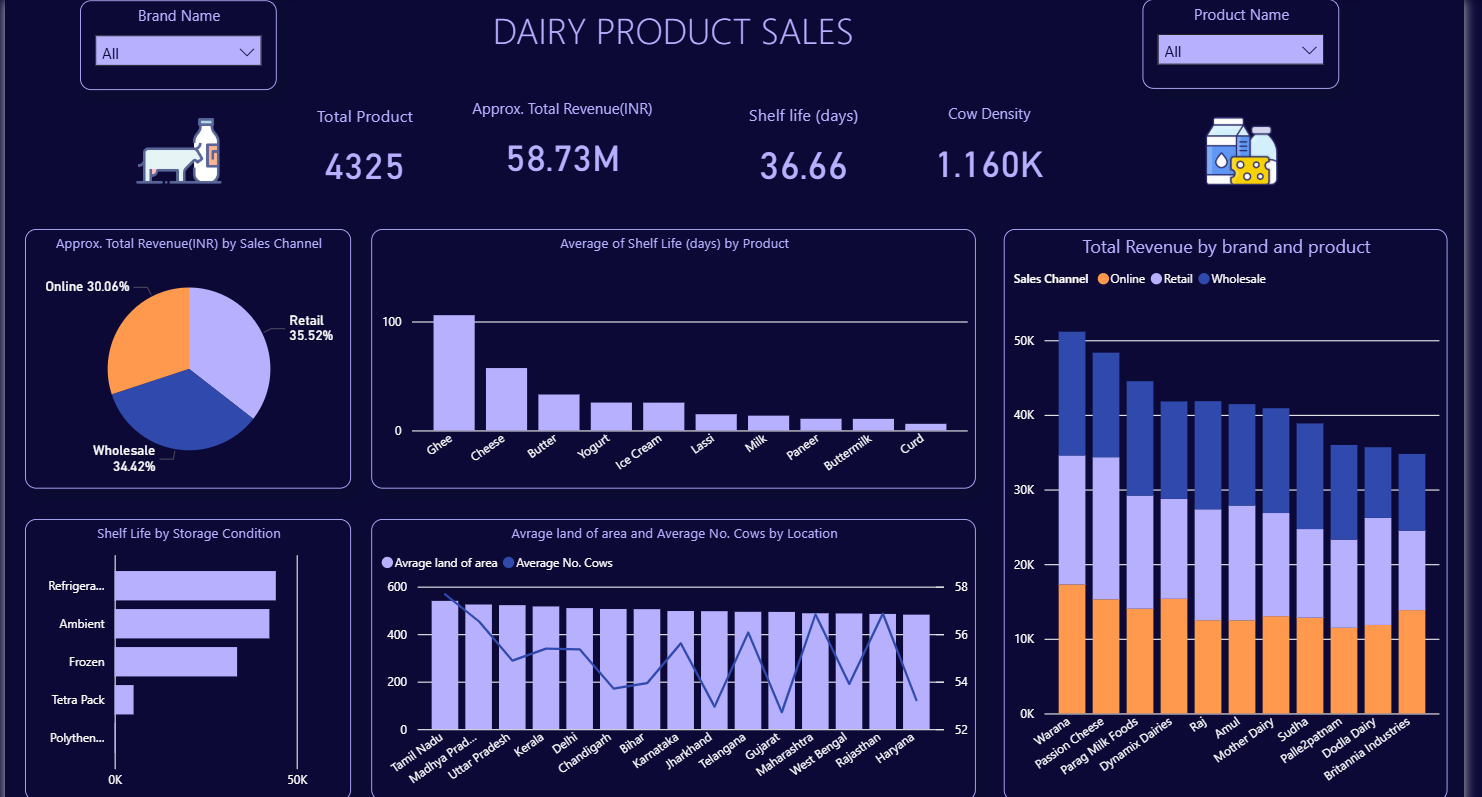 Brand Name
All
DAIRY PRODUCT SALES
Product Name
All
Total Product
4325
Approx. Total Revenue(INR)
58.73M
Shelf life (days)
36.66
Cow Density
1.160K
Approx. Total Revenue(INR) by Sales Channel
Online 30.06%
Retail
35.52%
Wholesale
34.42%
Average of Shelf Life (days) by Product
100
0
Ghee
Cheese
Butter
Yogurt
Ice Cream
Lassi
Milk
Paneer
Buttermilk
Curd
Total Revenue by brand and product
Sales Channel Online Retail Wholesale
50K
40K
30K
20K
10K
0K
Warana
Passion Cheese
Parag Milk Foods
Dynamix Dairies
Raj
Amul
Mother Dairy
Sudha
Palle2patnam
Dodla Dairy
Britannia Industries
Shelf Life by Storage Condition
Refrigera...
Ambient
Frozen
Tetra Pack
Polythen...
0K 50K
Avrage land of area and Average No. Cows by Location
Avrage land of area Average No. Cows
600 58
400 56
200 54
0 52
Tamil Nadu
Madhya Prad...
Uttar Pradesh
Kerala
Delhi
Chandigarh
Bihar
Karnataka
Jharkhand
Telangana
Gujarat
Maharashtra
West Bengal
Rajasthan
Haryana